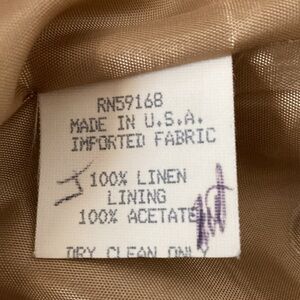 RN59168
MADE IN U.S.A.
IMPORTED FABRIC
100% LINEN
LINING
100% ACETATE
DRY CLEAN ONLY